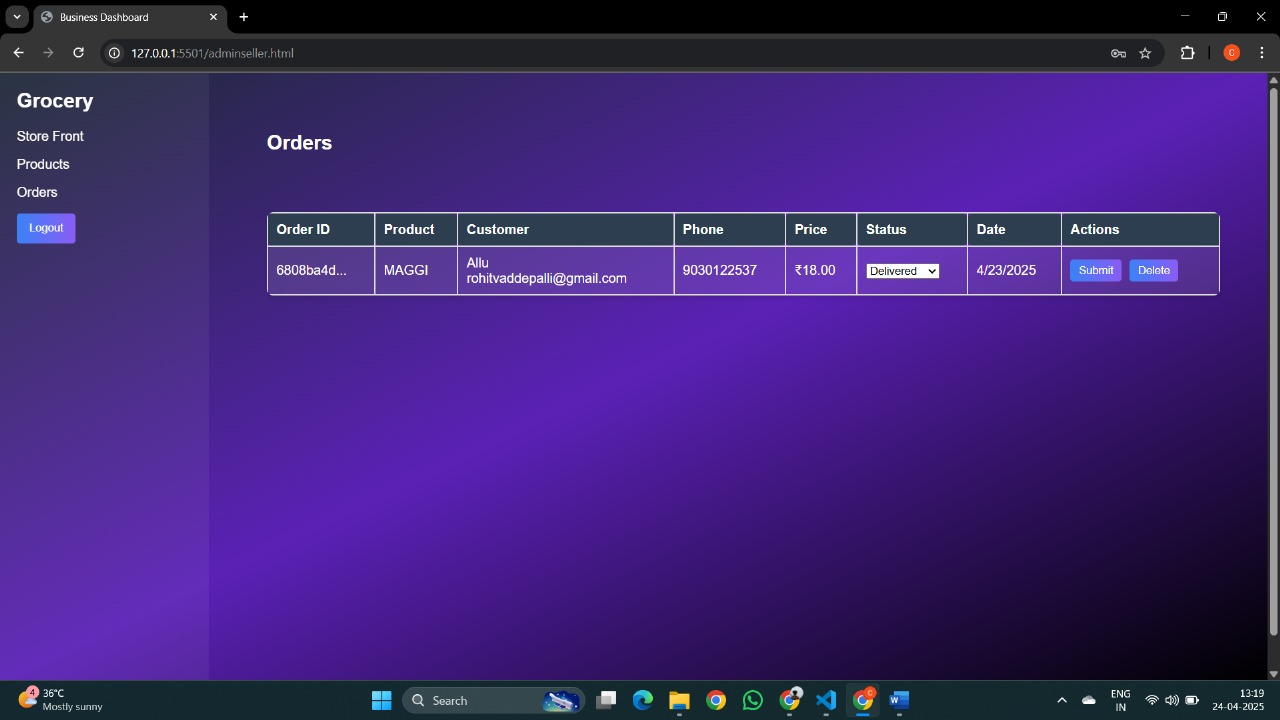 Business Dashboard
127.0.0.1:5501/adminseller.html
C
Grocery
Store Front
Products
Orders
Logout
Orders
Order ID Product Customer Phone Price Status Date Actions
6808ba4d... MAGGI Allu 9030122537 ₹18.00 Delivered 4/23/2025 Submit Delete
rohitvaddepalli@gmail.com
4
36°C
Mostly sunny
Search
C
W
ENG
IN
13:19
24-04-2025